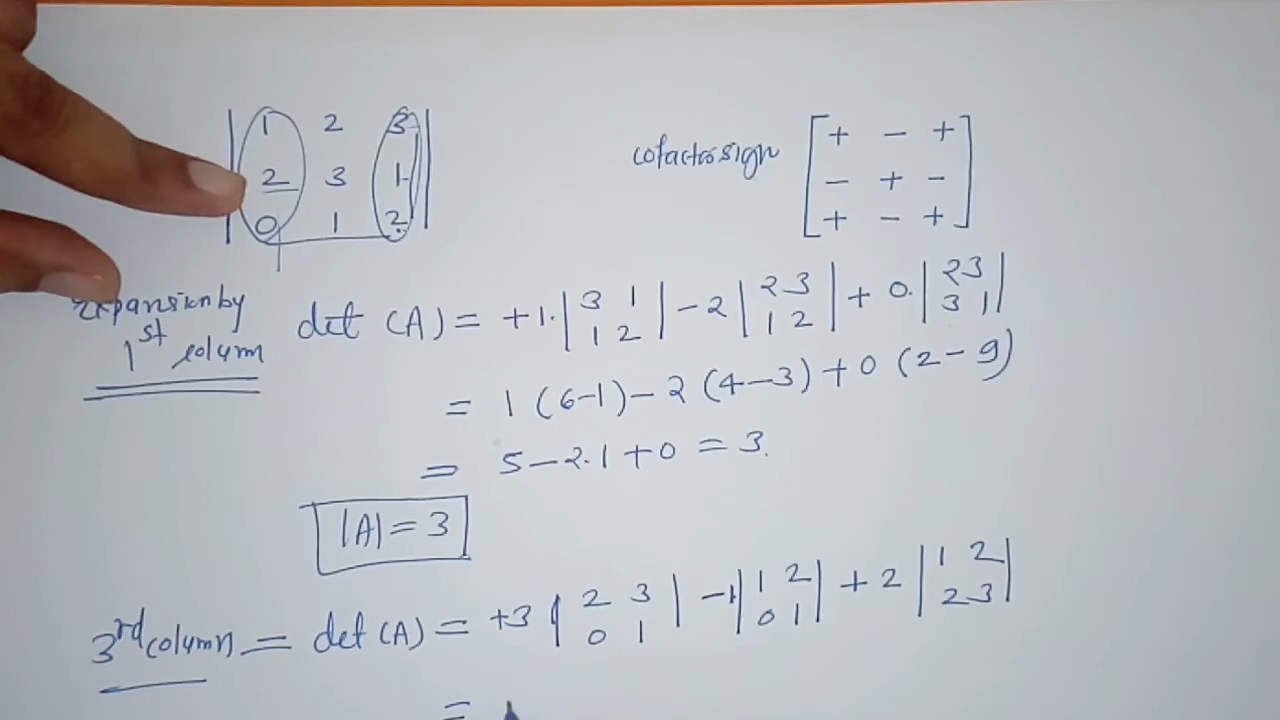 | 1 2 3 |
| 2 3 1 |
| 0 1 2 |
cofactor sign [ + − + ]
[ − + − ]
[ + − + ]
Expansion by
1st column
det (A) = +1. | 3 1 | − 2 | 2 3 | + 0. | 2 3 |
| 1 2 | | 1 2 | | 3 1 |
= 1 (6−1) − 2 (4−3) + 0 (2−9)
= 5 − 2.1 + 0 = 3.
|A| = 3
3rd column = det (A) = +3 | 2 3 | −1 | 1 2 | + 2 | 1 2 |
| 0 1 | | 0 1 | | 2 3 |
=